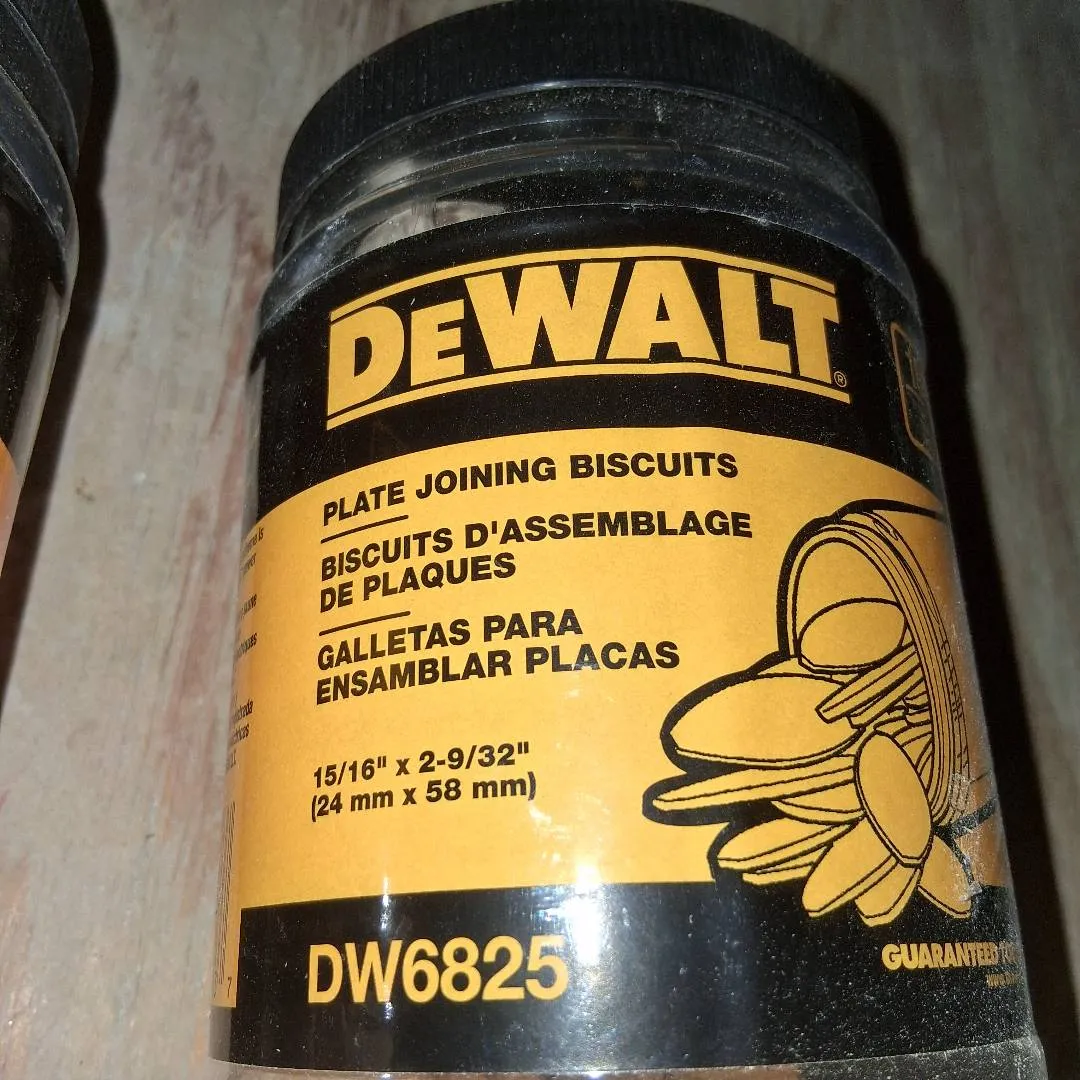 DEWALT®
PLATE JOINING BISCUITS
BISCUITS D'ASSEMBLAGE
DE PLAQUES
GALLETAS PARA
ENSAMBLAR PLACAS
15/16" x 2-9/32"
(24 mm x 58 mm)
DW6825
GUARANTEED
7